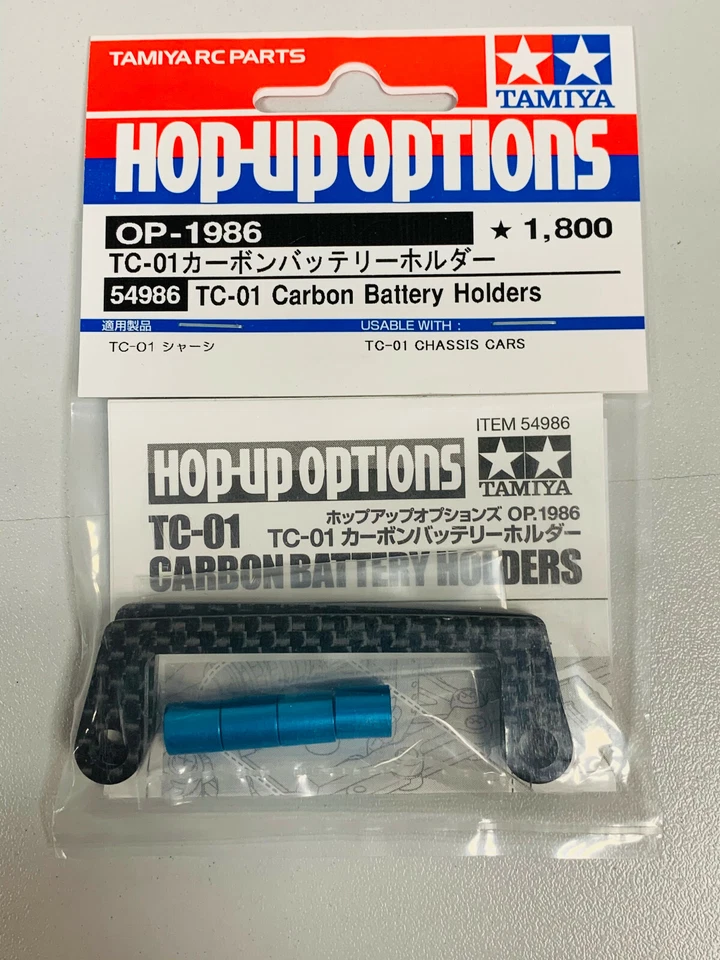 TAMIYA RC PARTS
TAMIYA
HOP-UP OPTIONS
OP-1986
★ 1,800
TC-01カーボンバッテリーホルダー
54986 TC-01 Carbon Battery Holders
適用製品
USABLE WITH :
TC-01 シャーシ
TC-01 CHASSIS CARS
ITEM 54986
HOP-UP OPTIONS
TAMIYA
TC-01
ホップアップオプションズ OP.1986
TC-01 カーボンバッテリーホルダー
CARBON BATTERY HOLDERS